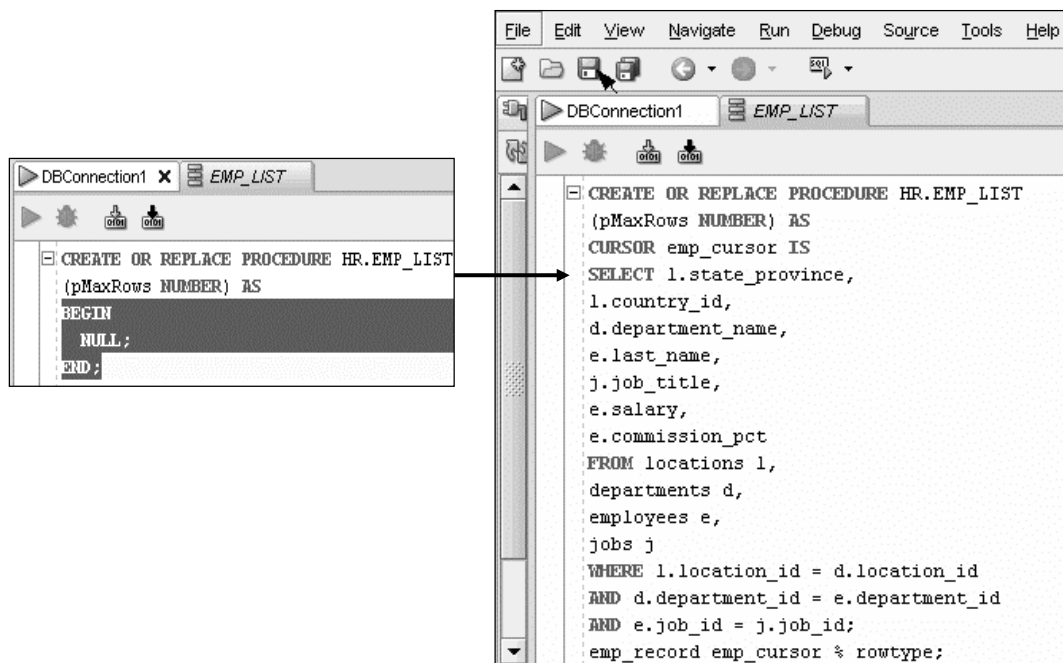 DBConnection1 EMP_LIST
CREATE OR REPLACE PROCEDURE HR.EMP_LIST
(pMaxRows NUMBER) AS
BEGIN
NULL;
END;
File Edit View Navigate Run Debug Source Tools Help
SQL
DBConnection1 EMP_LIST
CREATE OR REPLACE PROCEDURE HR.EMP_LIST
(pMaxRows NUMBER) AS
CURSOR emp_cursor IS
SELECT l.state_province,
l.country_id,
d.department_name,
e.last_name,
j.job_title,
e.salary,
e.commission_pct
FROM locations l,
departments d,
employees e,
jobs j
WHERE l.location_id = d.location_id
AND d.department_id = e.department_id
AND e.job_id = j.job_id;
emp_record emp_cursor % rowtype;